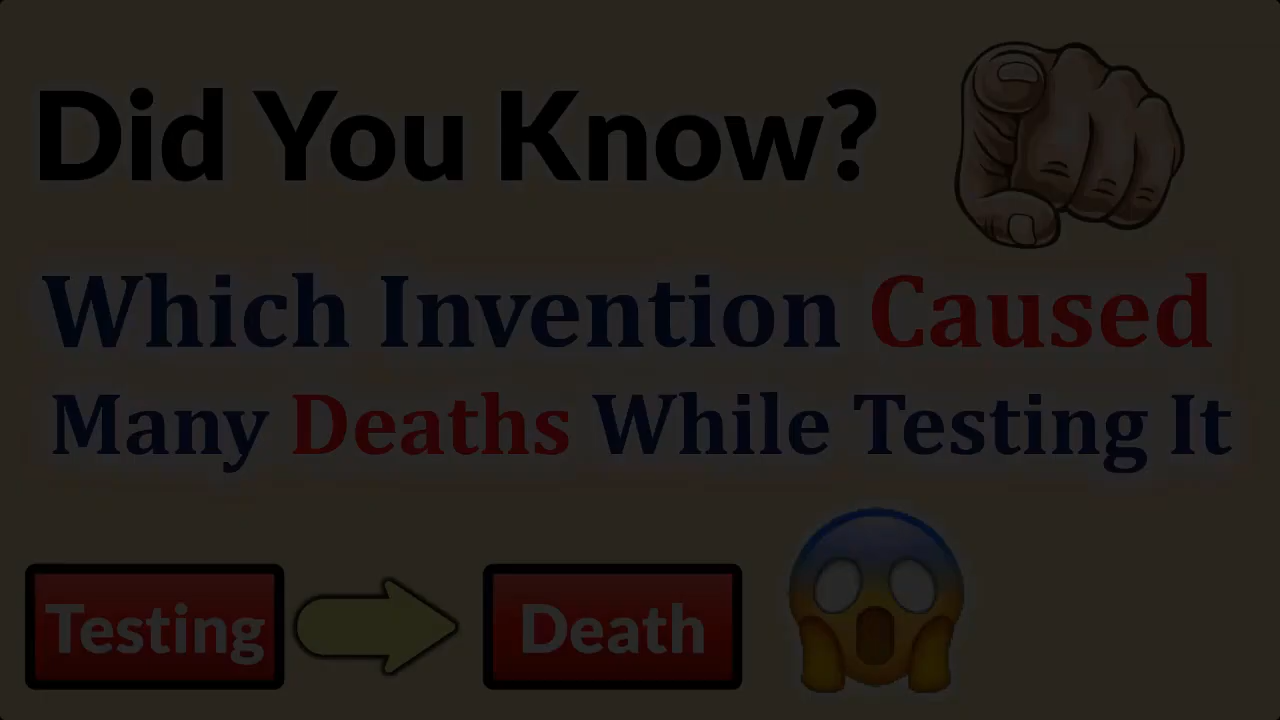 Did You Know?
Which Invention Caused
Many Deaths While Testing It
Testing Death